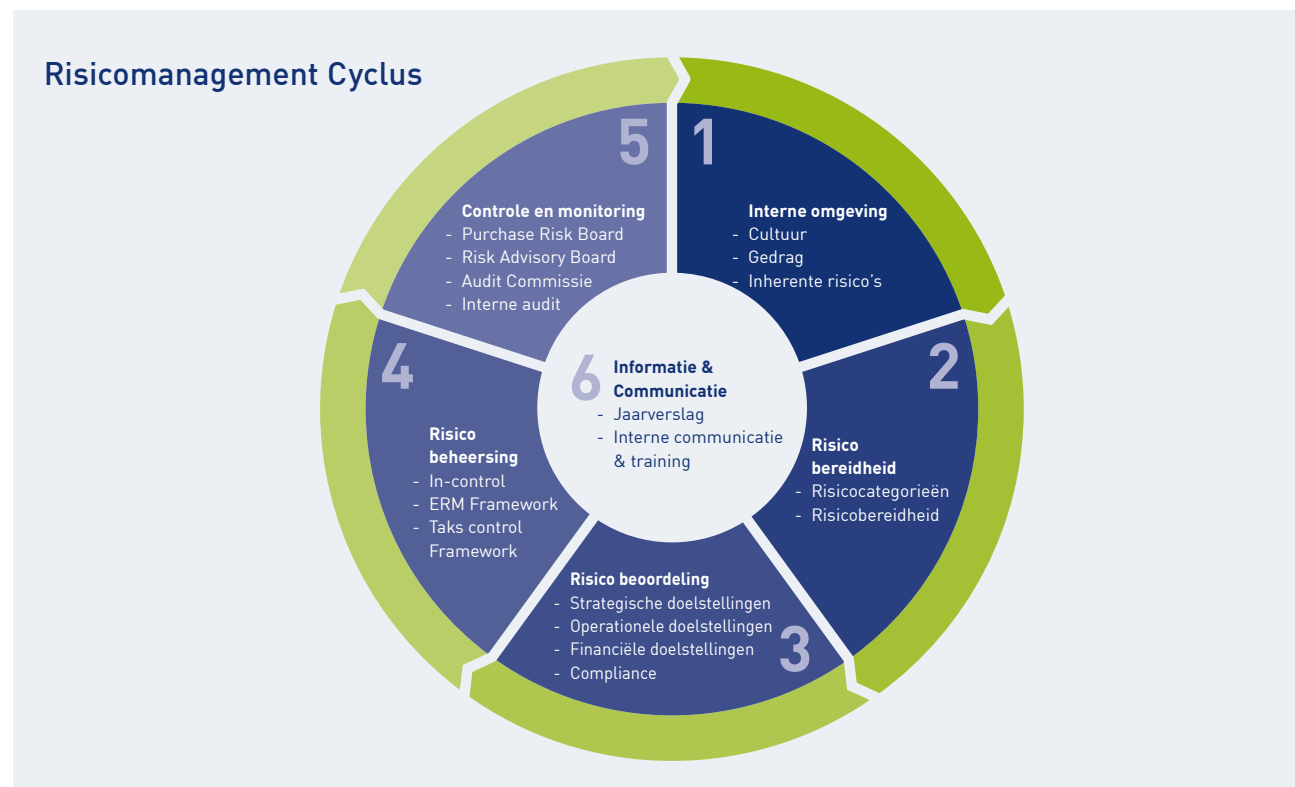 Risicomanagement Cyclus
1
Interne omgeving
- Cultuur
- Gedrag
- Inherente risico's
2
Risico
bereidheid
- Risicocategorieën
- Risicobereidheid
3
Risico beoordeling
- Strategische doelstellingen
- Operationele doelstellingen
- Financiële doelstellingen
- Compliance
4
Risico
beheersing
- In-control
- ERM Framework
- Taks control
Framework
5
Controle en monitoring
- Purchase Risk Board
- Risk Advisory Board
- Audit Commissie
- Interne audit
6
Informatie &
Communicatie
- Jaarverslag
- Interne communicatie
& training